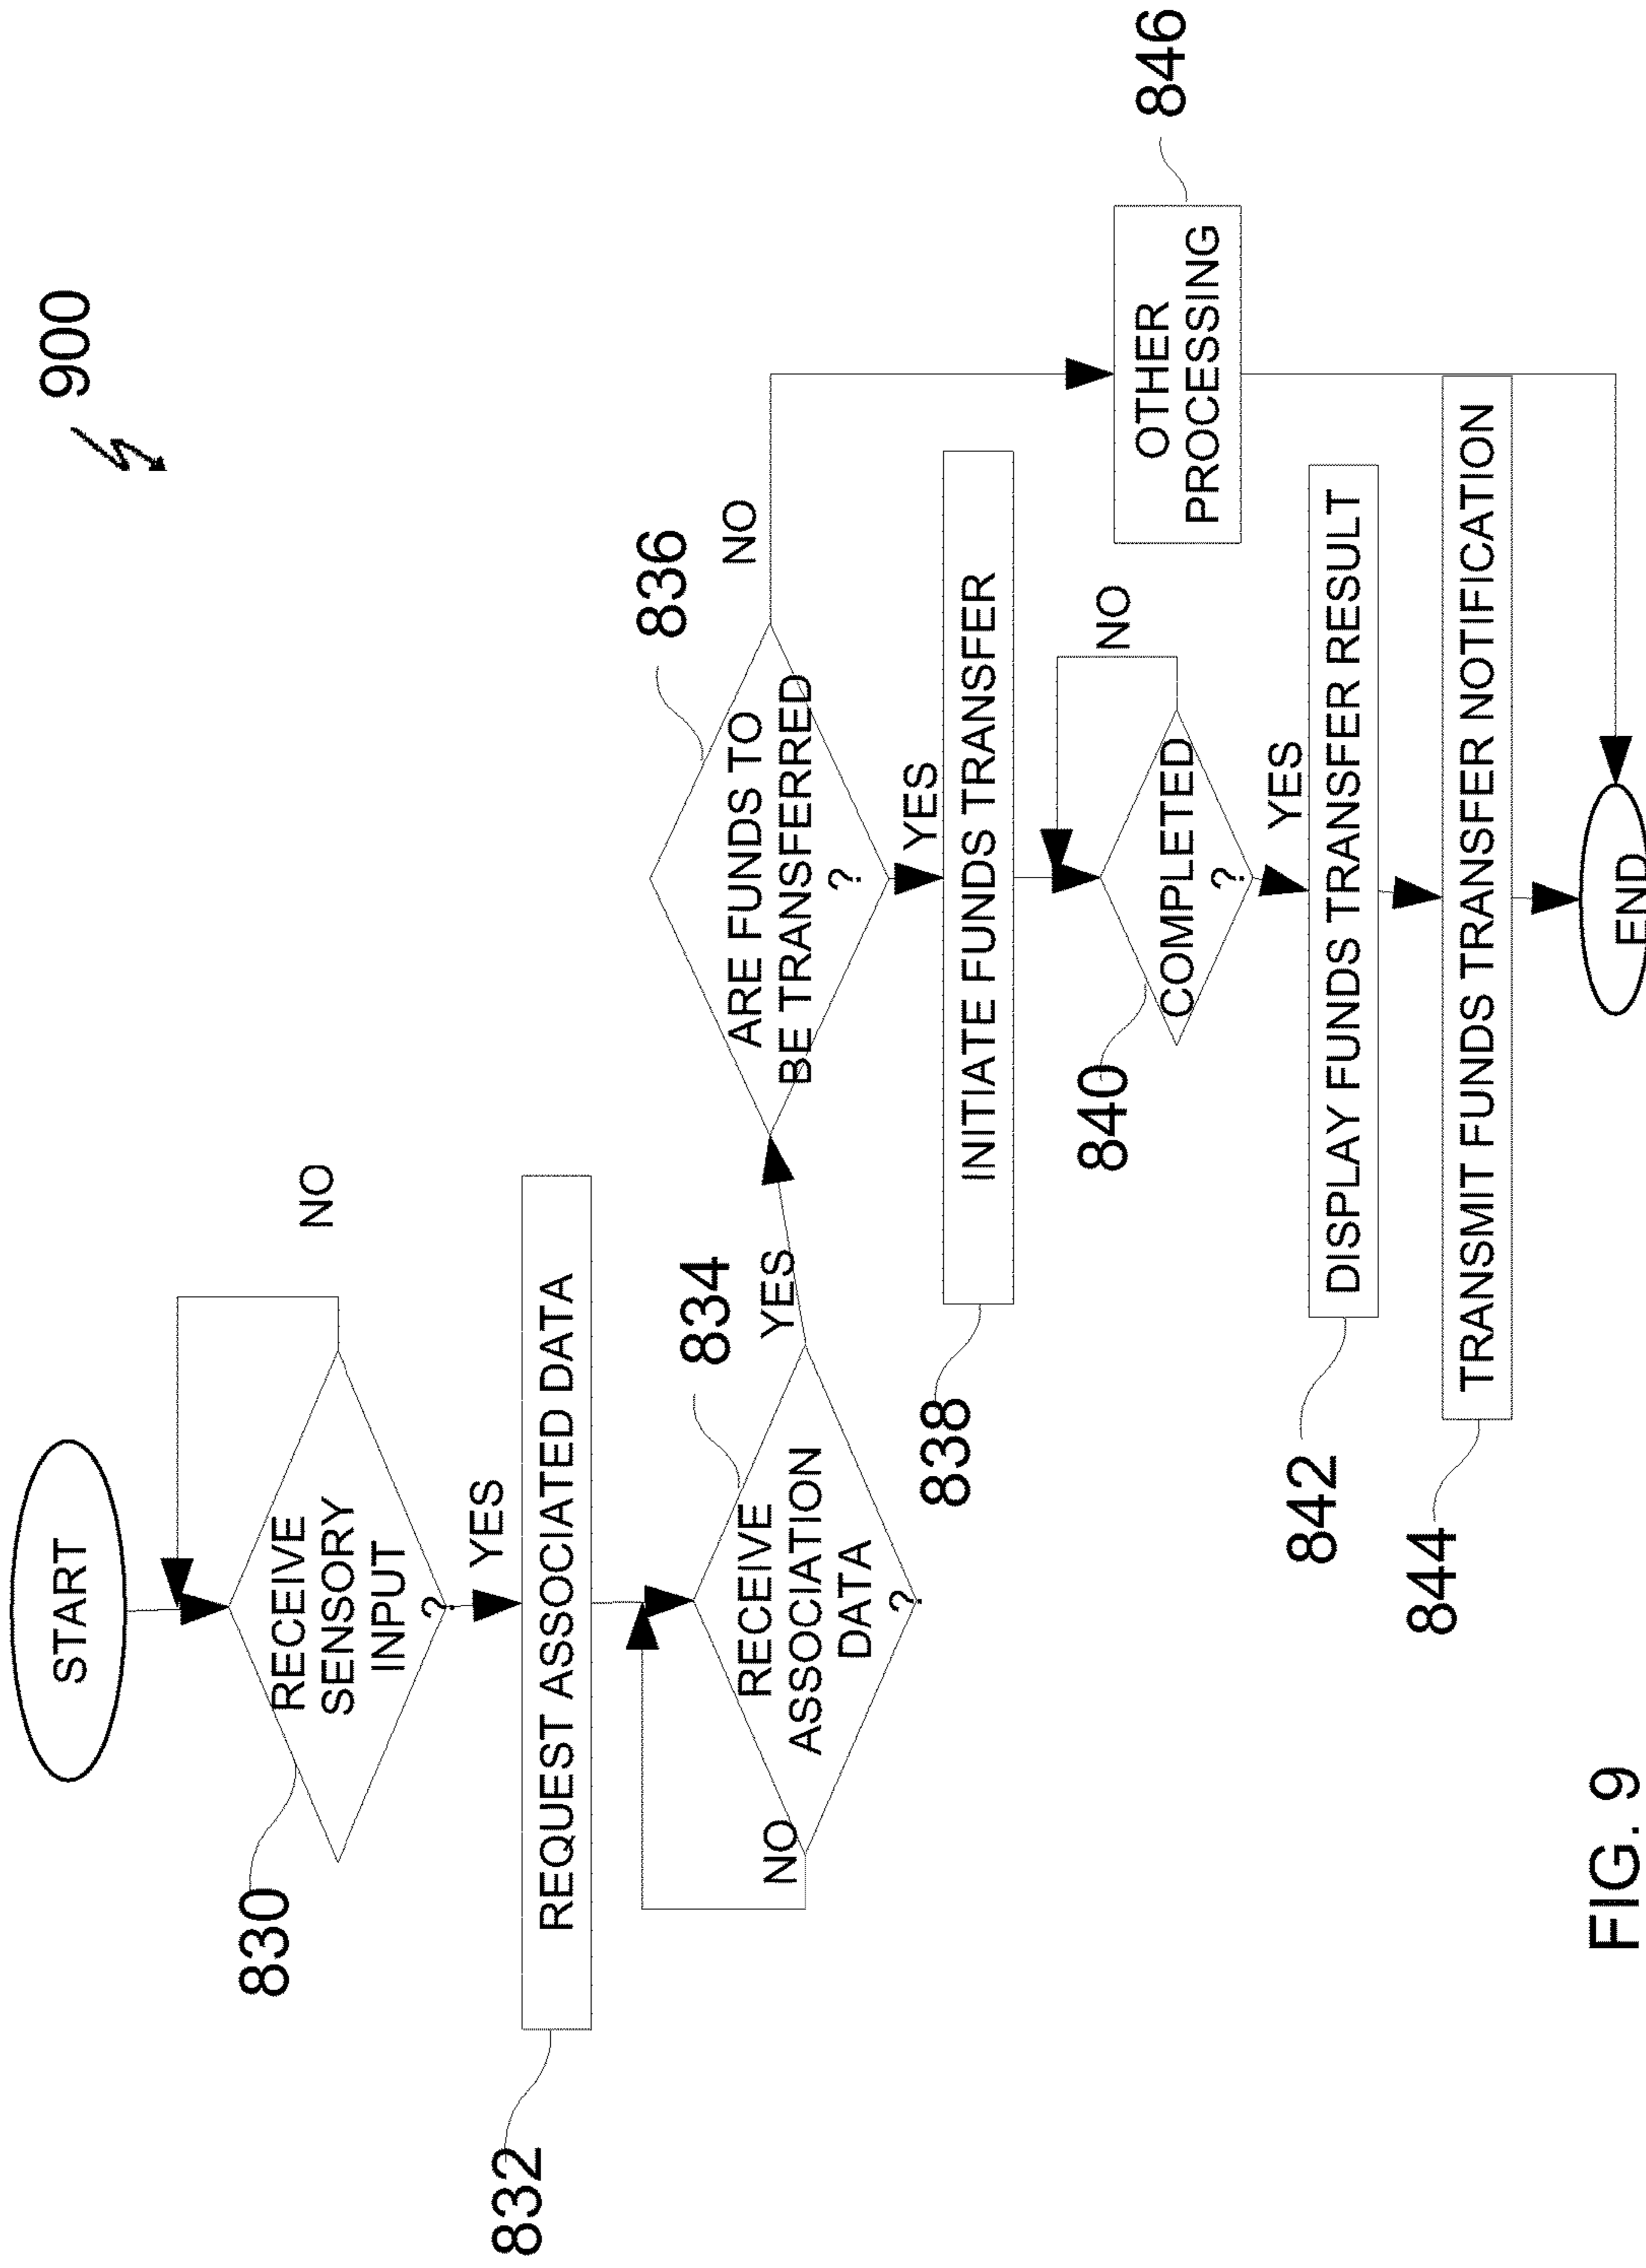 900
START
830
RECEIVE
SENSORY
INPUT
?
NO
YES
832
REQUEST ASSOCIATED DATA
834
RECEIVE
ASSOCIATION
DATA
?
NO
YES
836
ARE FUNDS TO
BE TRANSFERRED
?
NO
YES
838
INITIATE FUNDS TRANSFER
840
COMPLETED
?
NO
YES
842
DISPLAY FUNDS TRANSFER RESULT
844
TRANSMIT FUNDS TRANSFER NOTIFICATION
846
OTHER
PROCESSING
END
FIG. 9